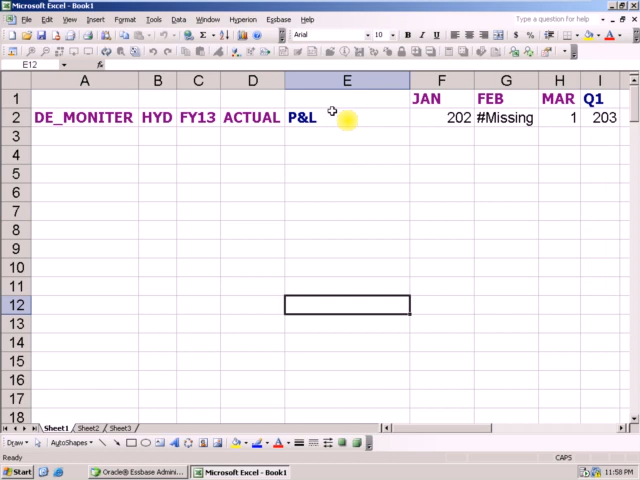 Microsoft Excel - Book1
File Edit View Insert Format Tools Data Window Hyperion Essbase Help
Type a question for help
Arial 10 B I U
E12 fx
A B C D E F G H I
1 JAN FEB MAR Q1
2 DE_MONITER HYD FY13 ACTUAL P&L 202 #Missing 1 203
3
4
5
6
7
8
9
10
11
12
13
14
15
16
17
18
Sheet1 Sheet2 Sheet3
Draw AutoShapes
Ready CAPS
Start Oracle® Essbase Admini... Microsoft Excel - Book1 11:58 PM